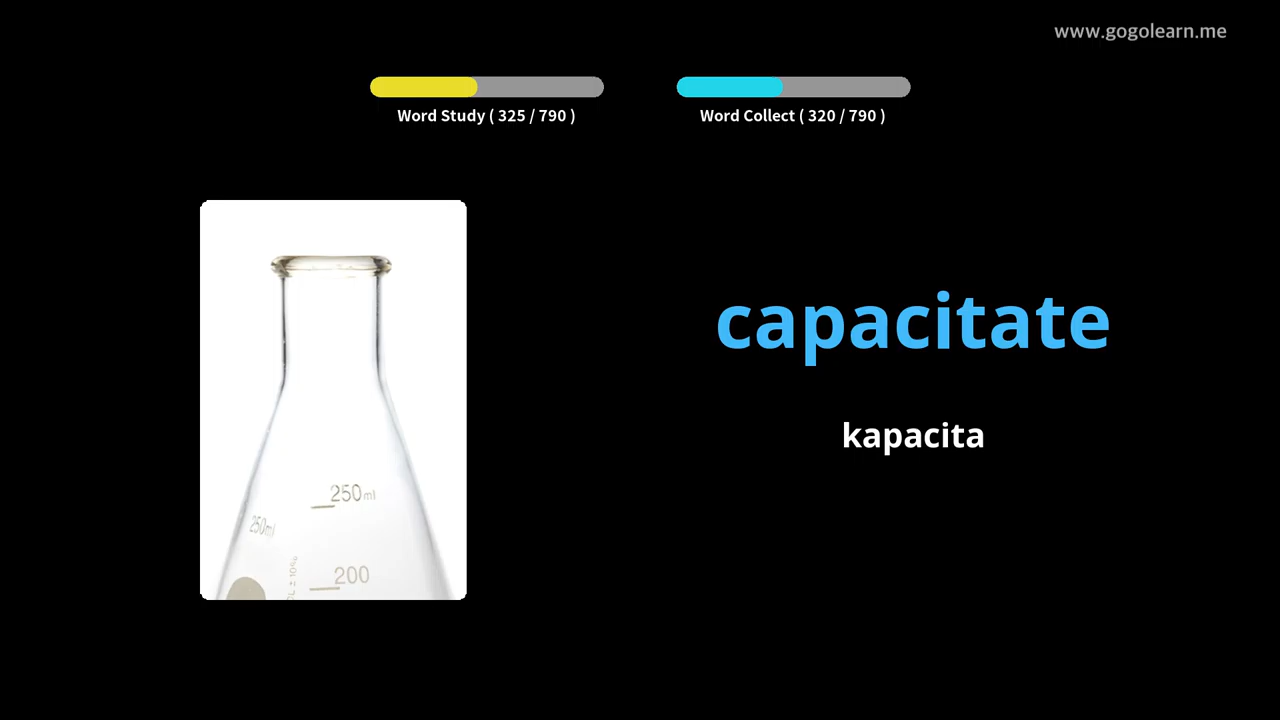 www.gogolearn.me
Word Study ( 325 / 790 )
Word Collect ( 320 / 790 )
capacitate
kapacita
250ml
250ml
200